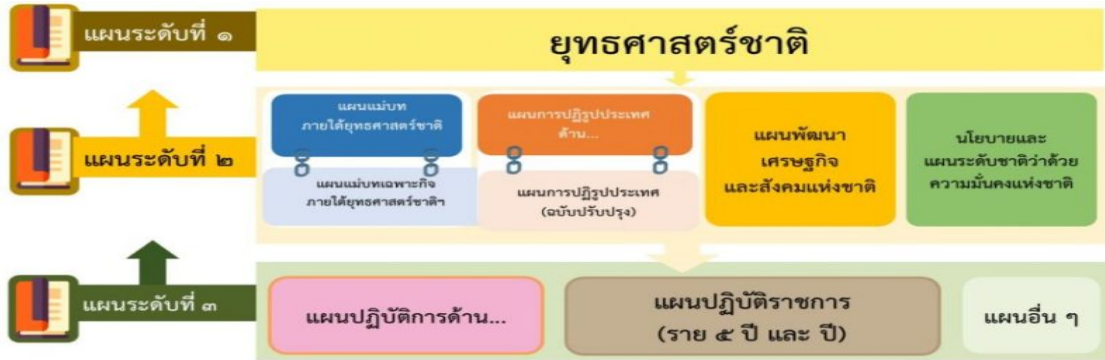 แผนระดับที่ ๑
ยุทธศาสตร์ชาติ
แผนระดับที่ ๒
แผนแม่บท
ภายใต้ยุทธศาสตร์ชาติ
แผนแม่บทเฉพาะกิจ
ภายใต้ยุทธศาสตร์ชาติฯ
แผนการปฏิรูปประเทศ
ด้าน...
แผนการปฏิรูปประเทศ
(ฉบับปรับปรุง)
แผนพัฒนา
เศรษฐกิจ
และสังคมแห่งชาติ
นโยบายและ
แผนระดับชาติว่าด้วย
ความมั่นคงแห่งชาติ
แผนระดับที่ ๓
แผนปฏิบัติการด้าน...
แผนปฏิบัติราชการ
(ราย ๕ ปี และ ปี)
แผนอื่น ๆ